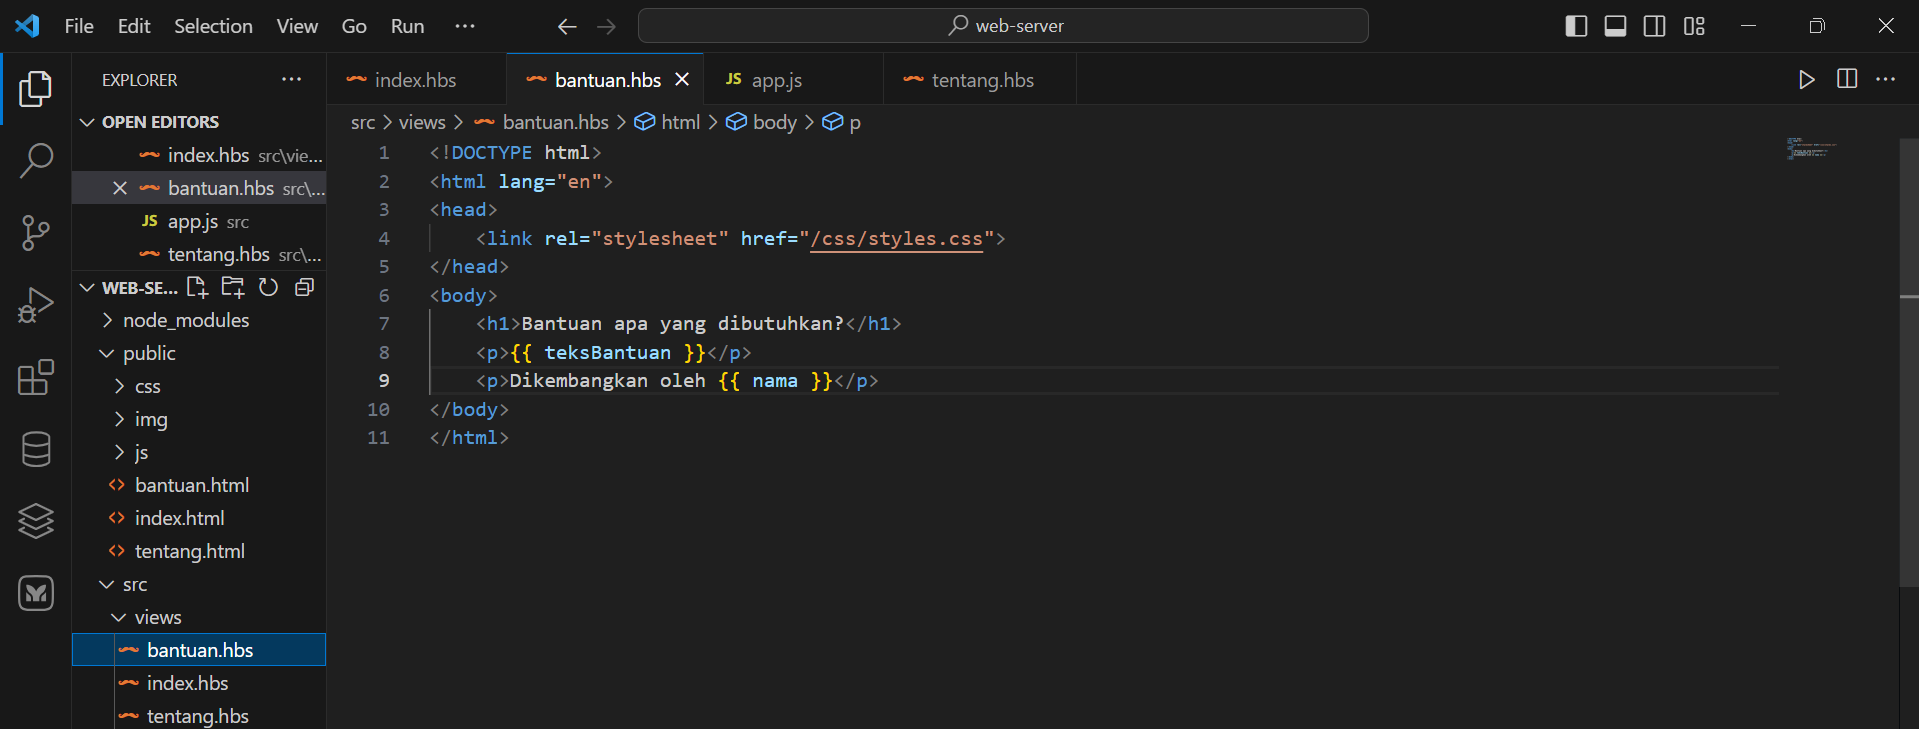 File Edit Selection View Go Run ··· web-server
EXPLORER ···
OPEN EDITORS
index.hbs src\vie...
bantuan.hbs src\...
JS app.js src
tentang.hbs src\...
WEB-SE...
node_modules
public
css
img
js
bantuan.html
index.html
tentang.html
src
views
bantuan.hbs
index.hbs
tentang.hbs
index.hbs bantuan.hbs JS app.js tentang.hbs
src > views > bantuan.hbs > html > body > p
1 <!DOCTYPE html>
2 <html lang="en">
3 <head>
4 <link rel="stylesheet" href="/css/styles.css">
5 </head>
6 <body>
7 <h1>Bantuan apa yang dibutuhkan?</h1>
8 <p>{{ teksBantuan }}</p>
9 <p>Dikembangkan oleh {{ nama }}</p>
10 </body>
11 </html>